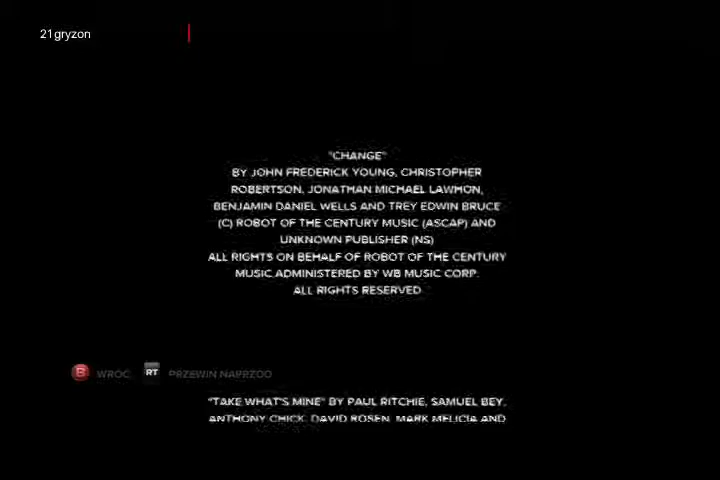 21gryzon
"CHANGE"
BY JOHN FREDERICK YOUNG, CHRISTOPHER
ROBERTSON, JONATHAN MICHAEL LAWHON,
BENJAMIN DANIEL WELLS AND TREY EDWIN BRUCE
(C) ROBOT OF THE CENTURY MUSIC (ASCAP) AND
UNKNOWN PUBLISHER (NS)
ALL RIGHTS ON BEHALF OF ROBOT OF THE CENTURY
MUSIC ADMINISTERED BY WB MUSIC CORP.
ALL RIGHTS RESERVED
B WROC RT PRZEWIN NAPRZOD
"TAKE WHAT'S MINE" BY PAUL RITCHIE, SAMUEL BEY,
ANTHONY CHICK, DAVID ROSEN, MARK MELICIA AND